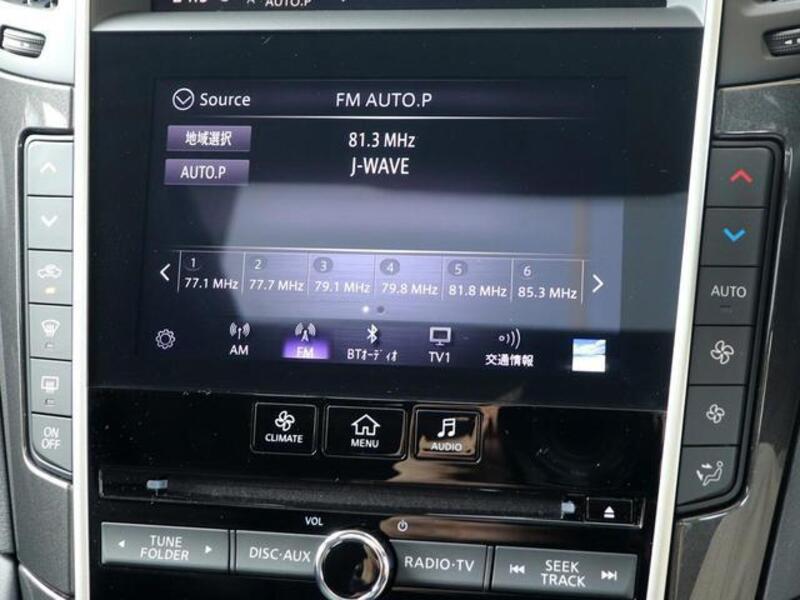 AUTO.P
Source
FM AUTO.P
地域選択
81.3 MHz
AUTO.P
J-WAVE
1 2 3 4 5 6
77.1 MHz 77.7 MHz 79.1 MHz 79.8 MHz 81.8 MHz 85.3 MHz
AM FM BTオーディオ TV1 交通情報
AUTO
ON
OFF
CLIMATE MENU AUDIO
VOL
TUNE
FOLDER
DISC·AUX
RADIO·TV
SEEK
TRACK